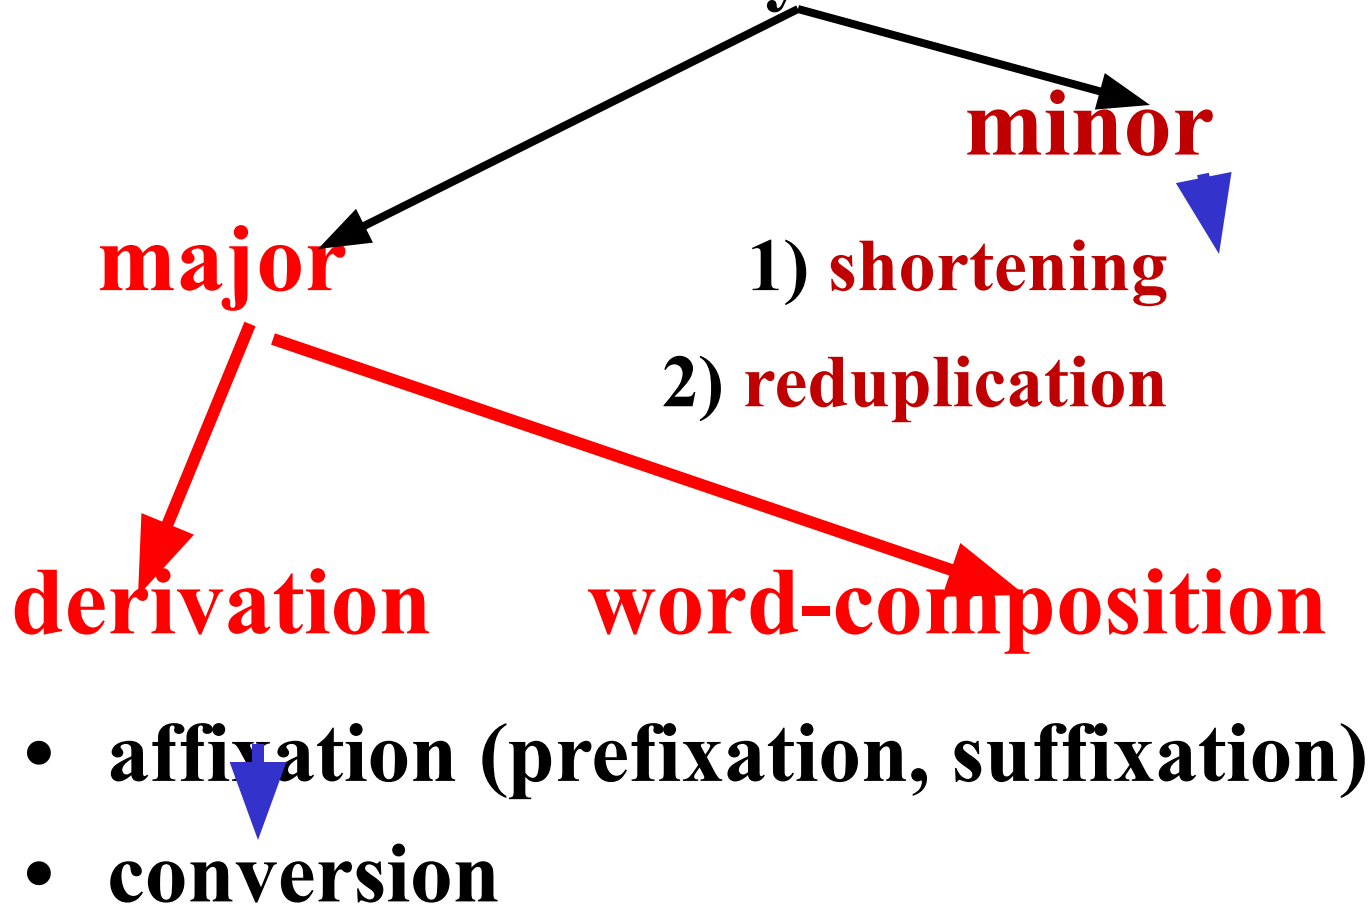 minor
major
1) shortening
2) reduplication
derivation word-composition
• affixation (prefixation, suffixation)
• conversion